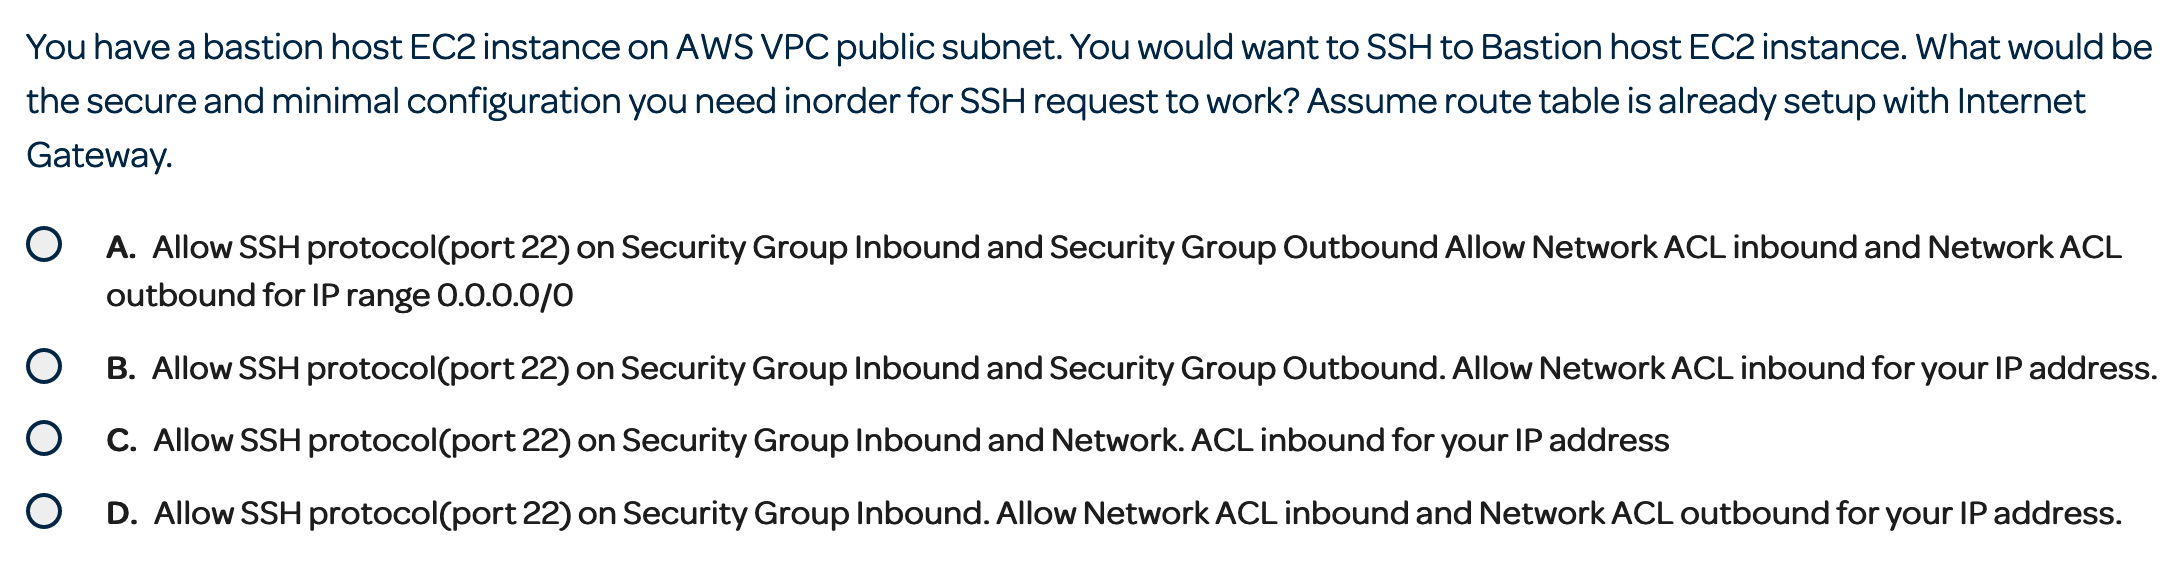 You have a bastion host EC2 instance on AWS VPC public subnet. You would want to SSH to Bastion host EC2 instance. What would be
the secure and minimal configuration you need inorder for SSH request to work? Assume route table is already setup with Internet
Gateway.
A. Allow SSH protocol(port 22) on Security Group Inbound and Security Group Outbound Allow Network ACL inbound and Network ACL
outbound for IP range 0.0.0.0/0
B. Allow SSH protocol(port 22) on Security Group Inbound and Security Group Outbound. Allow Network ACL inbound for your IP address.
C. Allow SSH protocol(port 22) on Security Group Inbound and Network. ACL inbound for your IP address
D. Allow SSH protocol(port 22) on Security Group Inbound. Allow Network ACL inbound and Network ACL outbound for your IP address.